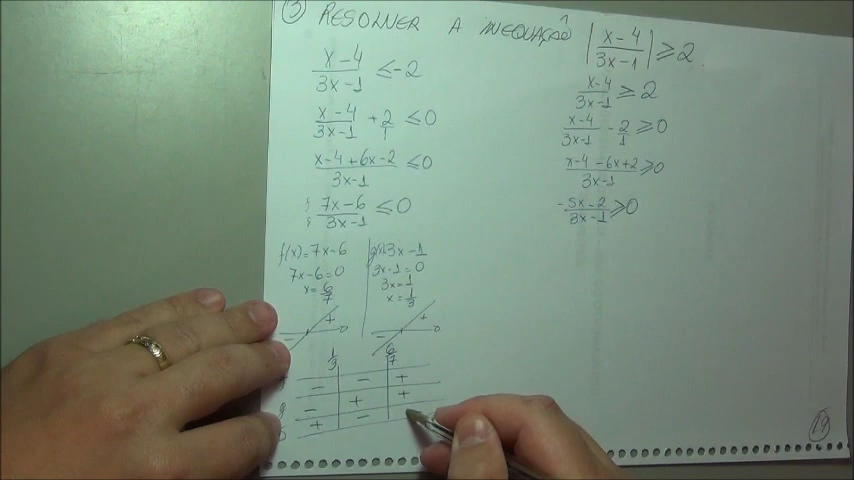 3 RESOLVER A INEQUAÇÃO |x-4/3x-1| ≥ 2.
x-4/3x-1 ≤ -2
x-4/3x-1 + 2/1 ≤ 0
x-4+6x-2/3x-1 ≤ 0
7x-6/3x-1 ≤ 0
f(x)=7x-6
7x-6=0
x=6/7
- +
g(x)=3x-1
3x-1=0
3x=1
x=1/3
- +
1/3 6/7
- - +
g - + +
+ -
x-4/3x-1 ≥ 2
x-4/3x-1 - 2/1 ≥ 0
x-4-6x+2/3x-1 ≥ 0
-5x-2/3x-1 ≥ 0
19